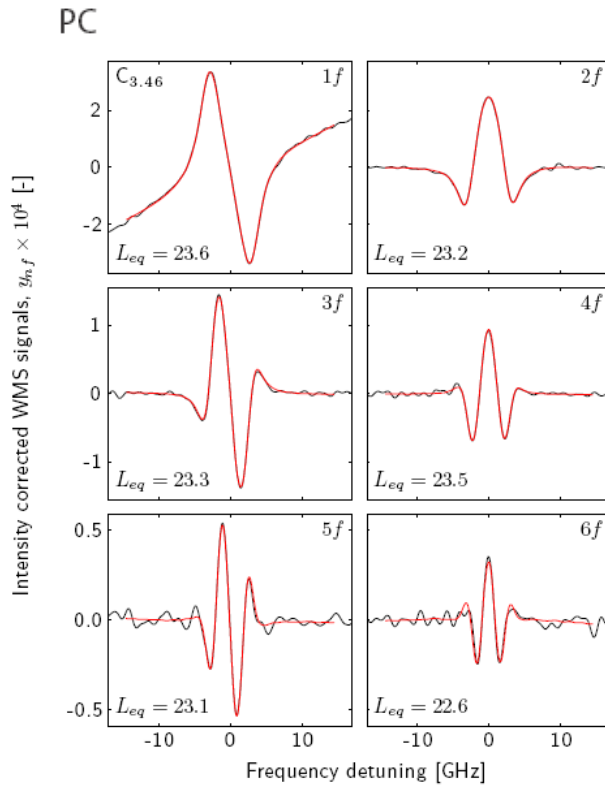 PC
C3.46 1f
2f
2
0
-2
Leq = 23.6
Leq = 23.2
3f
4f
1
0
-1
Leq = 23.3
Leq = 23.5
5f
6f
0.5
0.0
-0.5
Leq = 23.1
Leq = 22.6
-10 0 10
-10 0 10
Frequency detuning [GHz]
Intensity corrected WMS signals, ynf × 10^4 [-]